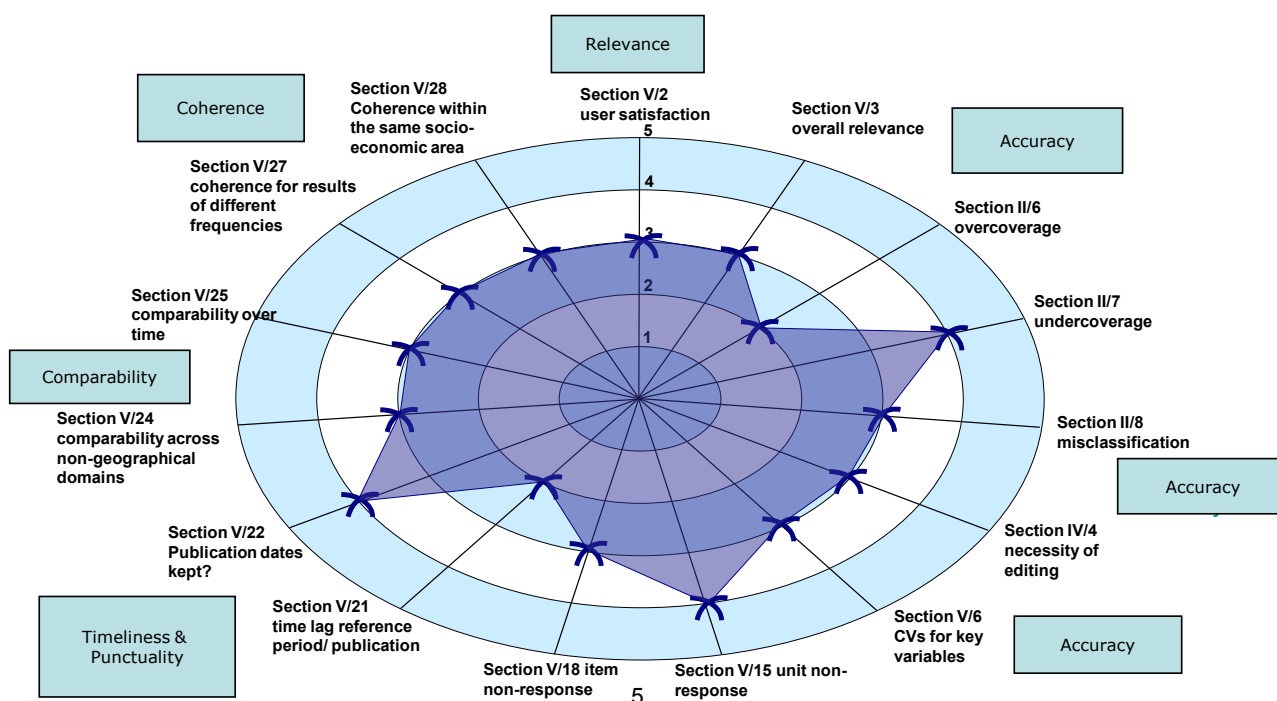 Relevance
Section V/28
Coherence within
the same socio-
economic area
Section V/2
user satisfaction
Section V/3
overall relevance
Coherence
Accuracy
Section V/27
coherence for results
of different
frequencies
Section II/6
overcoverage
5
4
3
2
1
Section V/25
comparability over
time
Section II/7
undercoverage
Comparability
Section V/24
comparability across
non-geographical
domains
Section II/8
misclassification
Accuracy
Section V/22
Publication dates
kept?
Section IV/4
necessity of
editing
Timeliness &
Punctuality
Section V/21
time lag reference
period/ publication
Section V/18 item
non-response
Section V/15 unit non-
response
Section V/6
CVs for key
variables
Accuracy
5